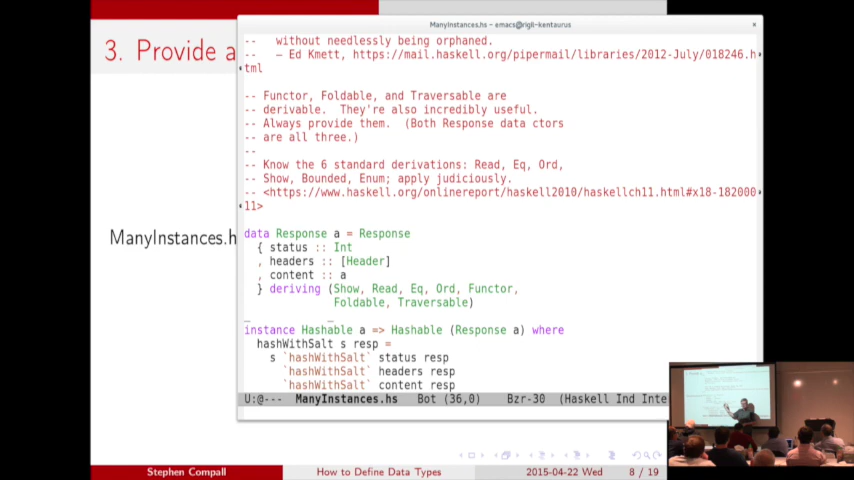 ManyInstances.hs - emacs@rigil-kentaurus ×
3. Provide a
-- without needlessly being orphaned.
-- — Ed Kmett, https://mail.haskell.org/pipermail/libraries/2012-July/018246.h
tml
-- Functor, Foldable, and Traversable are
-- derivable. They're also incredibly useful.
-- Always provide them. (Both Response data ctors
-- are all three.)
--
-- Know the 6 standard derivations: Read, Eq, Ord,
-- Show, Bounded, Enum; apply judiciously.
-- <https://www.haskell.org/onlinereport/haskell2010/haskellch11.html#x18-1820000
11>
ManyInstances.h
data Response a = Response
{ status :: Int
, headers :: [Header]
, content :: a
} deriving (Show, Read, Eq, Ord, Functor,
Foldable, Traversable)
instance Hashable a => Hashable (Response a) where
hashWithSalt s resp =
s `hashWithSalt` status resp
`hashWithSalt` headers resp
`hashWithSalt` content resp
U:@--- ManyInstances.hs Bot (36,0) Bzr-30 (Haskell Ind Inte
Stephen Compall How to Define Data Types 2015-04-22 Wed 8 / 19